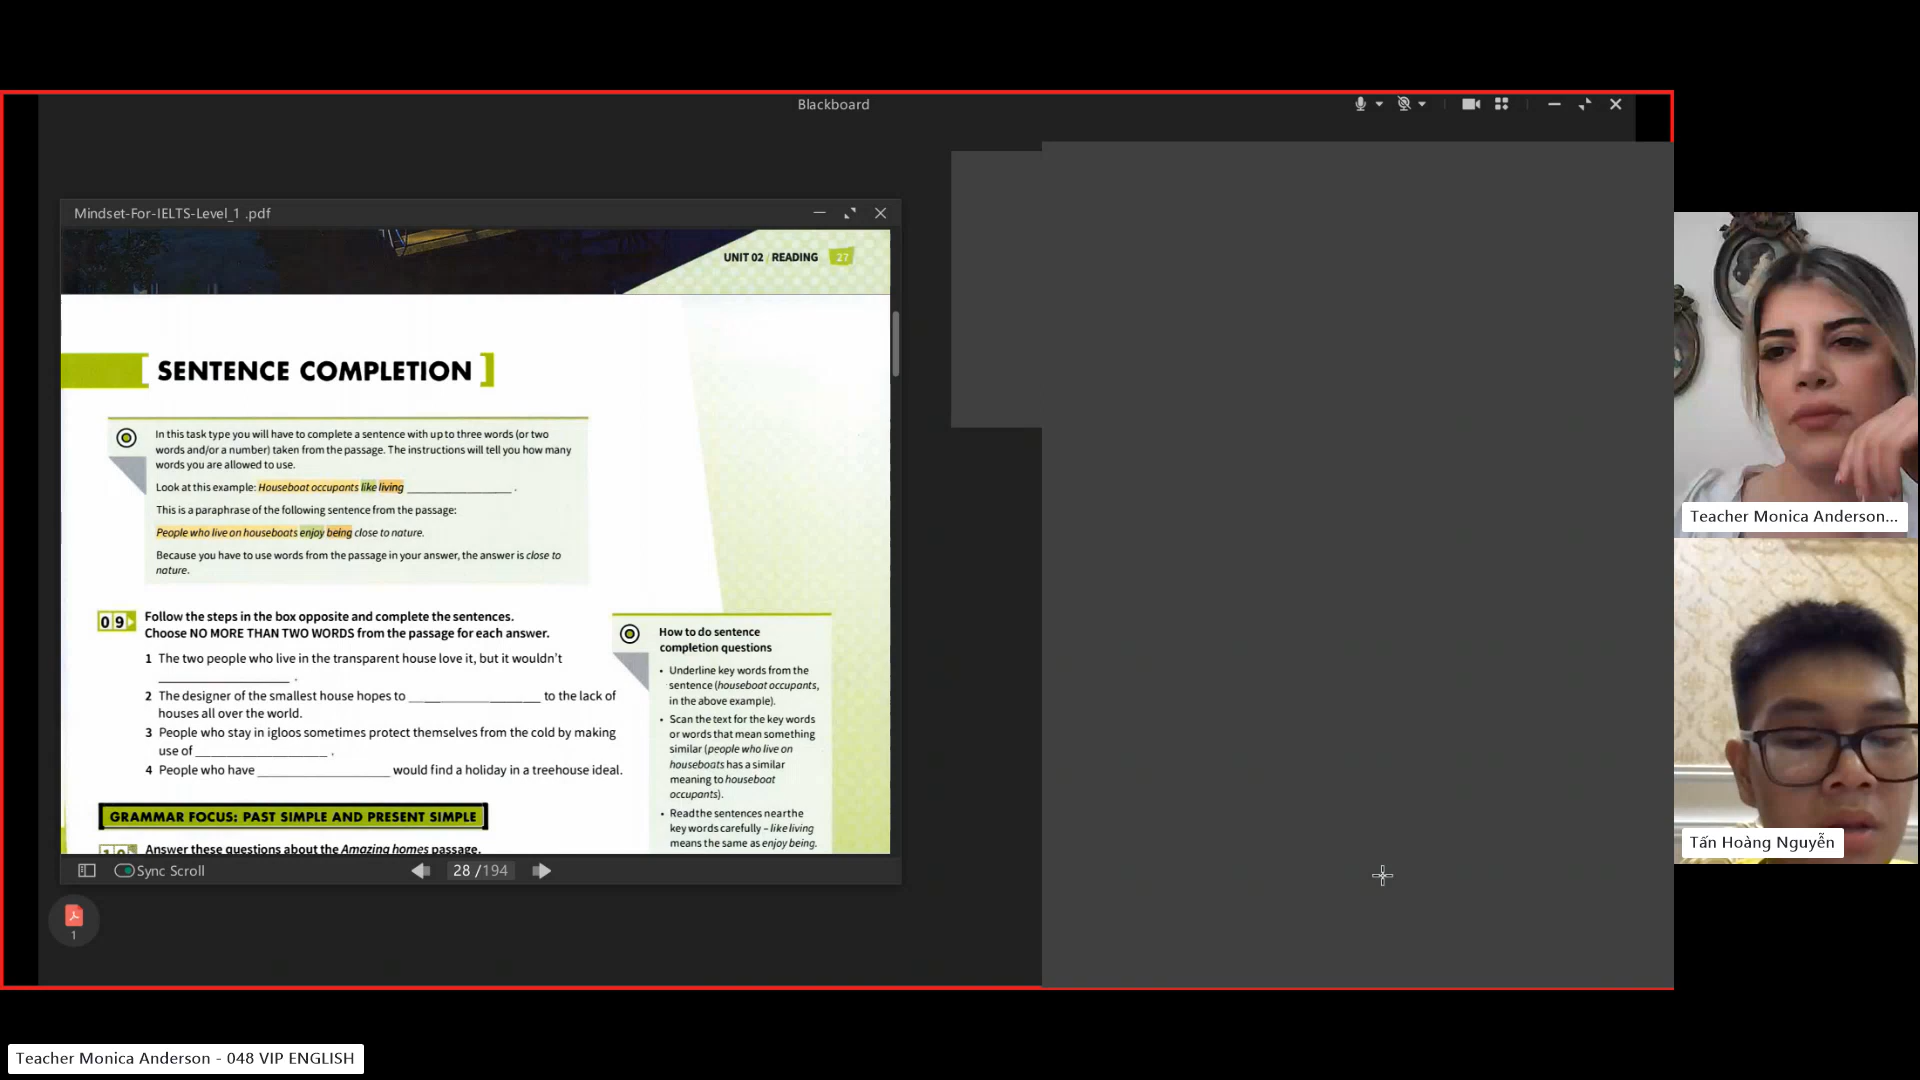 Blackboard
Mindset-For-IELTS-Level_1 .pdf
UNIT 02 / READING 27
[ SENTENCE COMPLETION ]
In this task type you will have to complete a sentence with up to three words (or two
words and/or a number) taken from the passage. The instructions will tell you how many
words you are allowed to use.
Look at this example: Houseboat occupants like living ____________________ .
This is a paraphrase of the following sentence from the passage:
People who live on houseboats enjoy being close to nature.
Because you have to use words from the passage in your answer, the answer is close to
nature.
09 Follow the steps in the box opposite and complete the sentences.
Choose NO MORE THAN TWO WORDS from the passage for each answer.
1 The two people who live in the transparent house love it, but it wouldn't
____________________ .
2 The designer of the smallest house hopes to ____________________ to the lack of
houses all over the world.
3 People who stay in igloos sometimes protect themselves from the cold by making
use of ____________________ .
4 People who have ____________________ would find a holiday in a treehouse ideal.
How to do sentence
completion questions
• Underline key words from the
sentence (houseboat occupants,
in the above example).
• Scan the text for the key words
or words that mean something
similar (people who live on
houseboats has a similar
meaning to houseboat
occupants).
• Read the sentences near the
key words carefully – like living
means the same as enjoy being.
GRAMMAR FOCUS: PAST SIMPLE AND PRESENT SIMPLE
Answer these questions about the Amazing homes passage.
Sync Scroll
28 /194
1
Teacher Monica Anderson...
Tấn Hoàng Nguyễn
Teacher Monica Anderson - 048 VIP ENGLISH